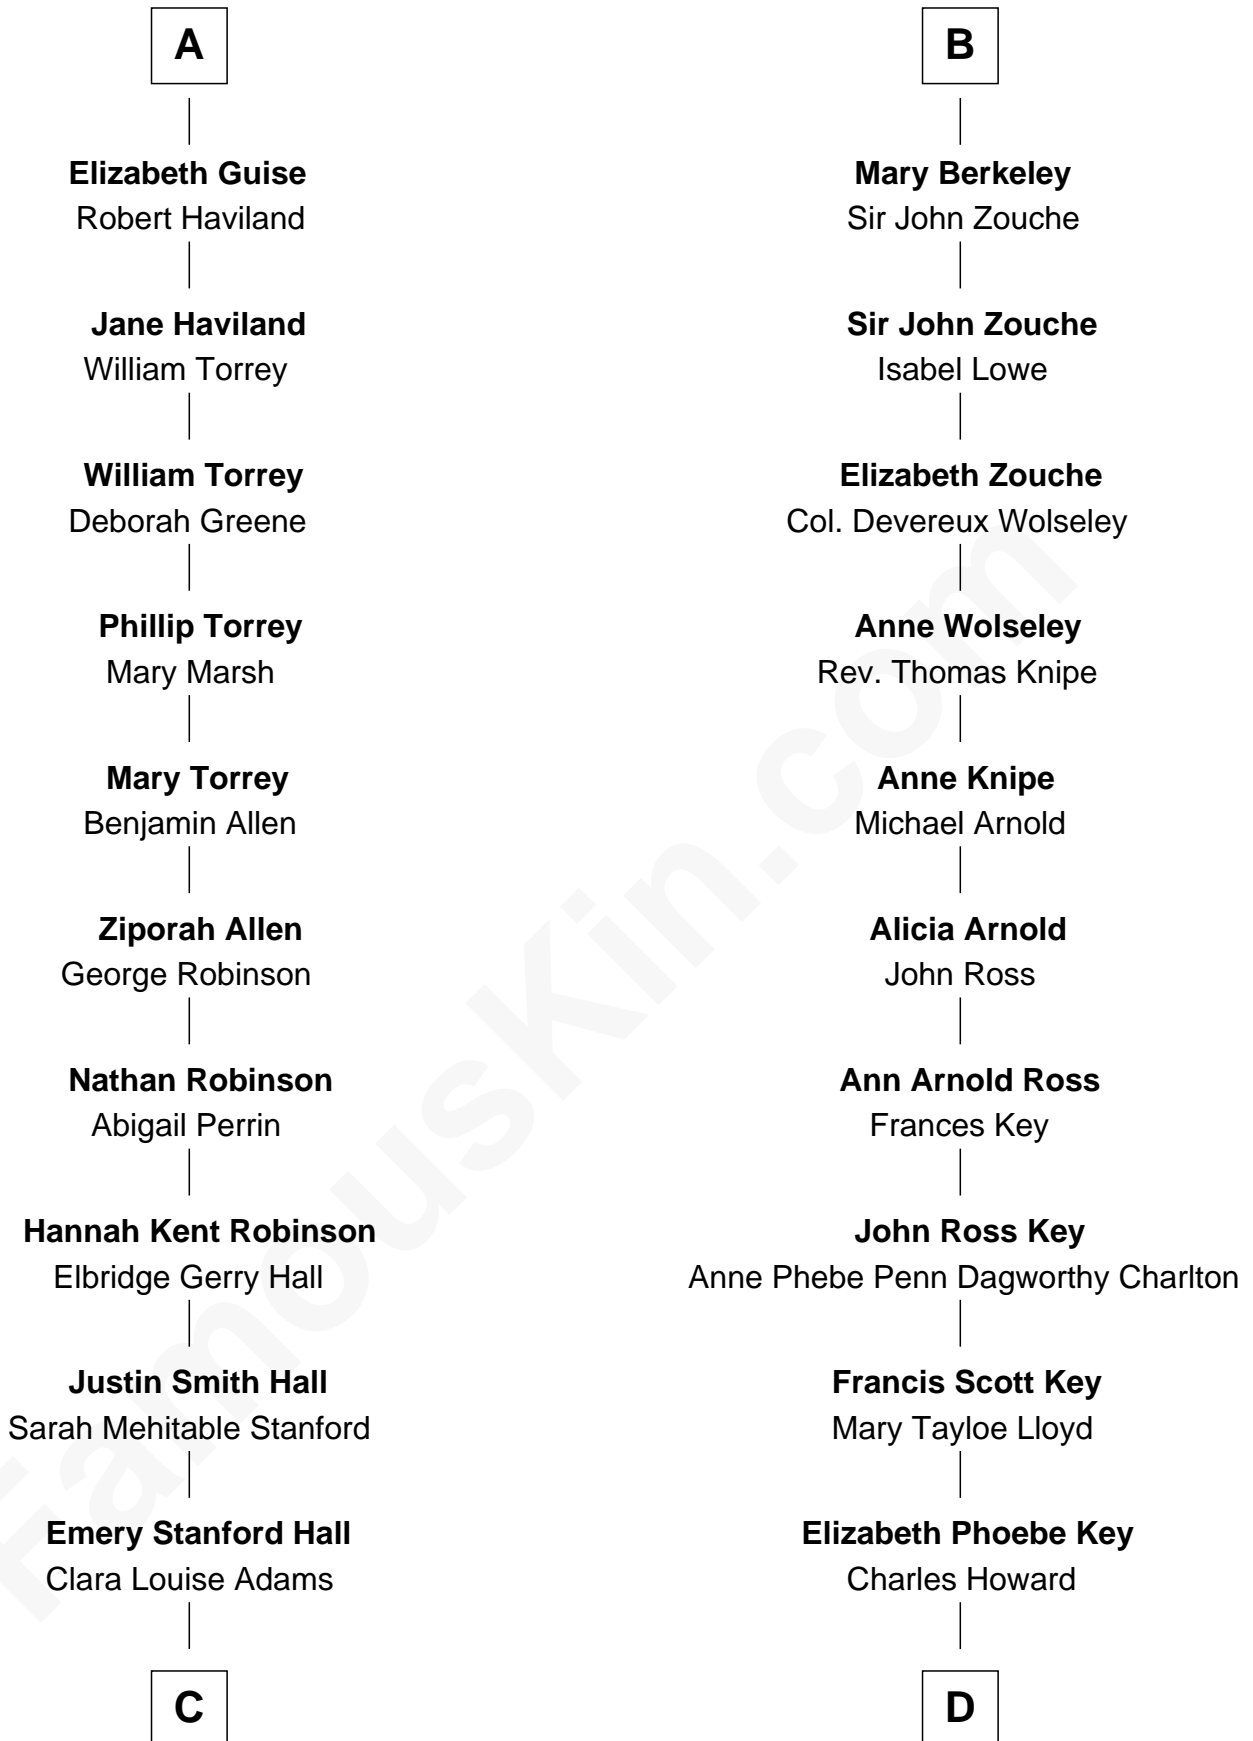 A
Elizabeth Guise
Robert Haviland
Jane Haviland
William Torrey
William Torrey
Deborah Greene
Phillip Torrey
Mary Marsh
Mary Torrey
Benjamin Allen
Ziporah Allen
George Robinson
Nathan Robinson
Abigail Perrin
Hannah Kent Robinson
Elbridge Gerry Hall
Justin Smith Hall
Sarah Mehitable Stanford
Emery Stanford Hall
Clara Louise Adams
C
B
Mary Berkeley
Sir John Zouche
Sir John Zouche
Isabel Lowe
Elizabeth Zouche
Col. Devereux Wolseley
Anne Wolseley
Rev. Thomas Knipe
Anne Knipe
Michael Arnold
Alicia Arnold
John Ross
Ann Arnold Ross
Frances Key
John Ross Key
Anne Phebe Penn Dagworthy Charlton
Francis Scott Key
Mary Tayloe Lloyd
Elizabeth Phoebe Key
Charles Howard
D
FamousKin.com